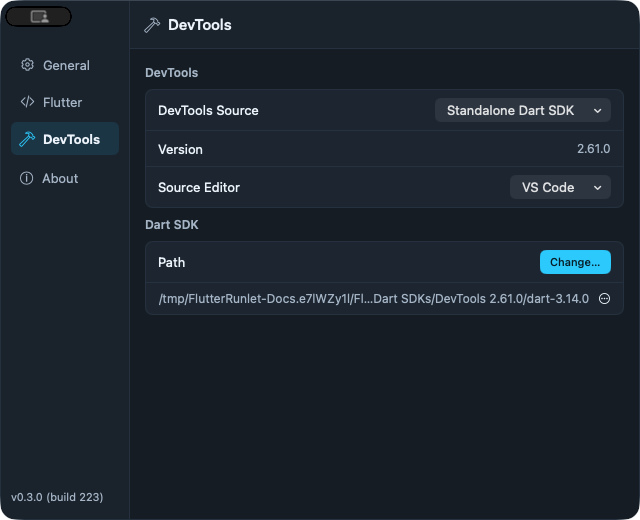 DevTools
General
Flutter
DevTools
About
DevTools
DevTools Source
Standalone Dart SDK
Version
2.61.0
Source Editor
VS Code
Dart SDK
Path
Change...
/tmp/FlutterRunlet-Docs.e7lWZy1l/Fl...Dart SDKs/DevTools 2.61.0/dart-3.14.0
v0.3.0 (build 223)